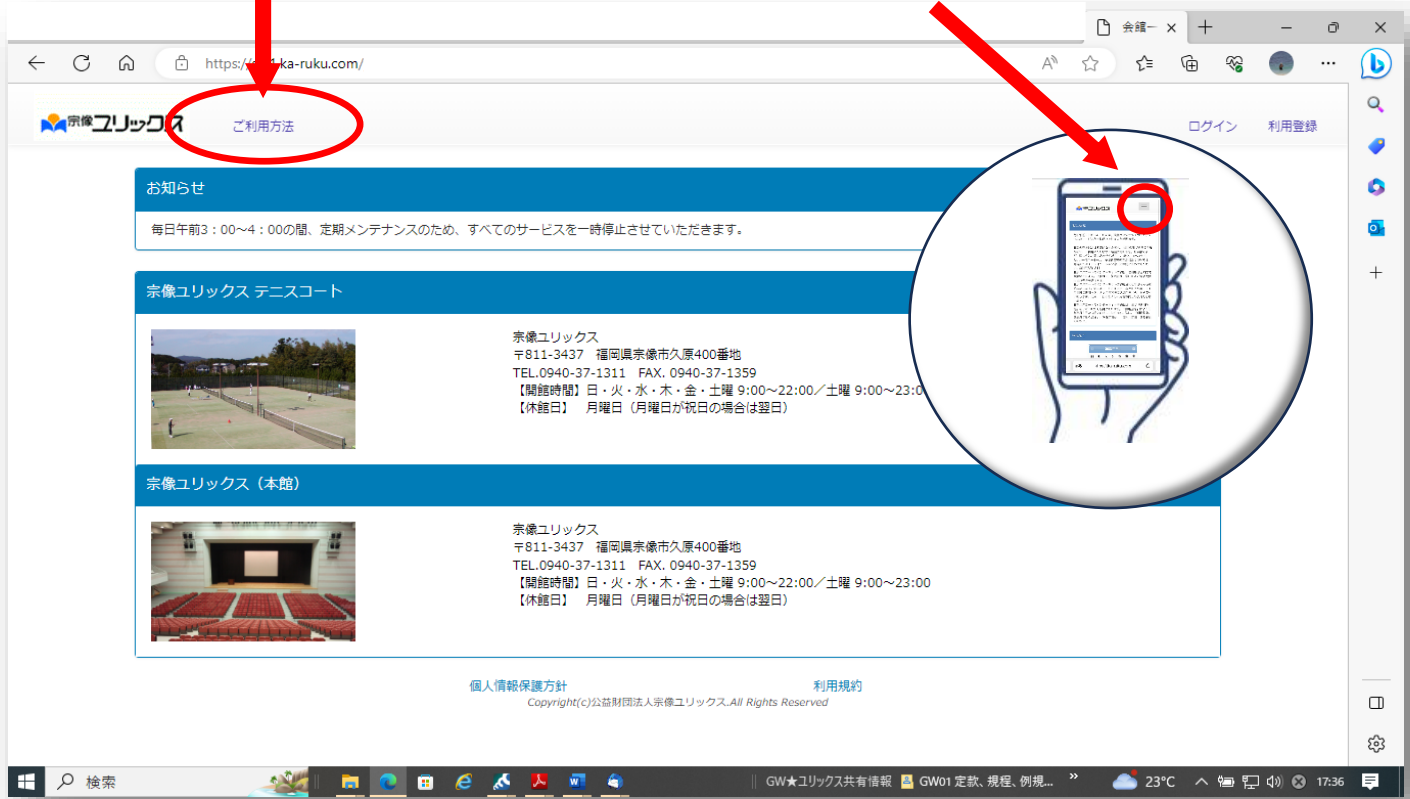 会館一
https://
ka-ruku.com/
宗像ユリックス
ご利用方法
ログイン 利用登録
お知らせ
毎日午前3：00～4：00の間、定期メンテナンスのため、すべてのサービスを一時停止させていただきます。
宗像ユリックス テニスコート
宗像ユリックス
〒811-3437 福岡県宗像市久原400番地
TEL.0940-37-1311 FAX. 0940-37-1359
【開館時間】日・火・水・木・金・土曜 9:00～22:00／土曜 9:00～23:0
【休館日】 月曜日（月曜日が祝日の場合は翌日）
宗像ユリックス（本館）
宗像ユリックス
〒811-3437 福岡県宗像市久原400番地
TEL.0940-37-1311 FAX. 0940-37-1359
【開館時間】日・火・水・木・金・土曜 9:00～22:00／土曜 9:00～23:00
【休館日】 月曜日（月曜日が祝日の場合は翌日）
個人情報保護方針 利用規約
Copyright(c)公益財団法人宗像ユリックス.All Rights Reserved
検索
GW★ユリックス共有情報 GW01 定款、規程、例規...
23°C
17:36